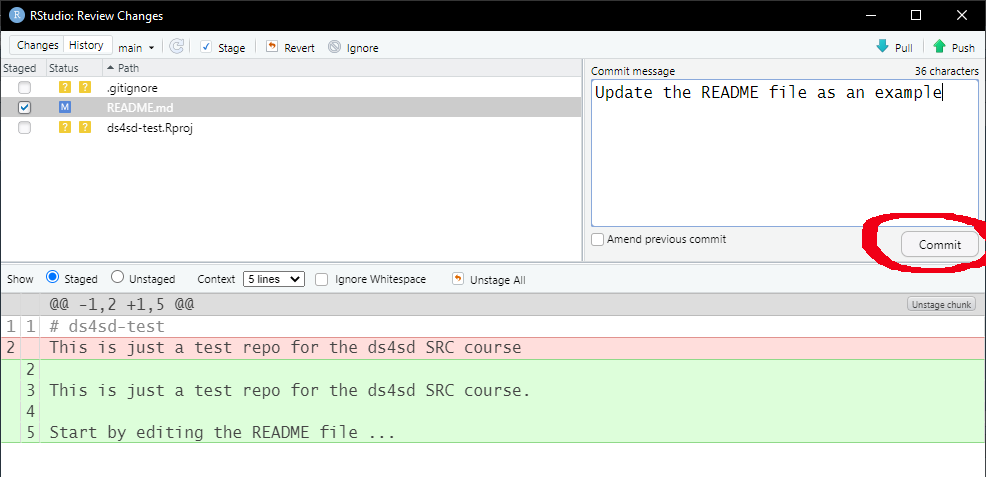 RStudio: Review Changes
Changes History main Stage Revert Ignore Pull Push
Staged Status Path
? ? .gitignore
M README.md
? ? ds4sd-test.Rproj
Commit message 36 characters
Update the README file as an example
Amend previous commit Commit
Show Staged Unstaged Context 5 lines Ignore Whitespace Unstage All
@@ -1,2 +1,5 @@ Unstage chunk
1 1 # ds4sd-test
2 This is just a test repo for the ds4sd SRC course
2
3 This is just a test repo for the ds4sd SRC course.
4
5 Start by editing the README file ...